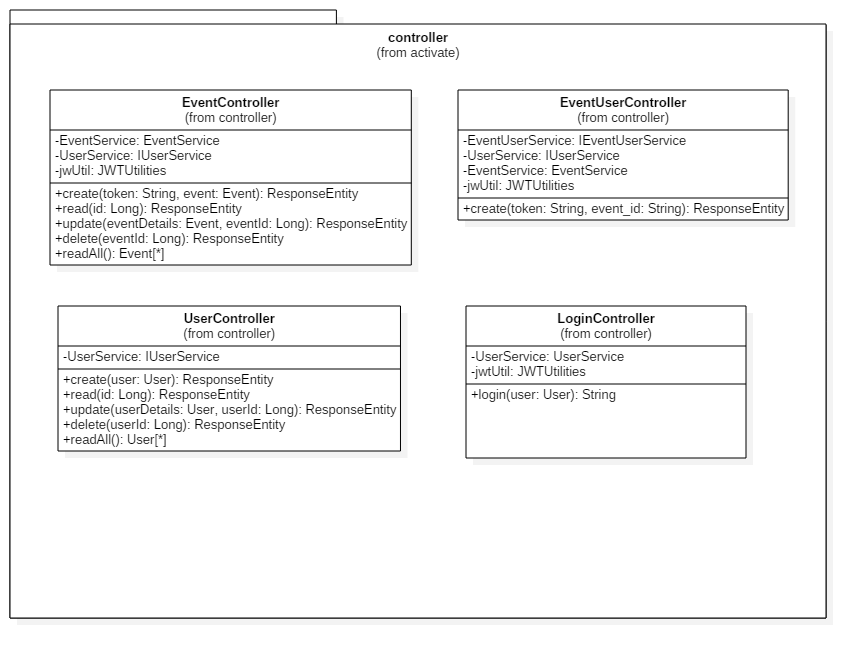 controller
(from activate)
EventController
(from controller)
-EventService: EventService
-UserService: IUserService
-jwUtil: JWTUtilities
+create(token: String, event: Event): ResponseEntity
+read(id: Long): ResponseEntity
+update(eventDetails: Event, eventId: Long): ResponseEntity
+delete(eventId: Long): ResponseEntity
+readAll(): Event[*]
EventUserController
(from controller)
-EventUserService: IEventUserService
-UserService: IUserService
-EventService: EventService
-jwUtil: JWTUtilities
+create(token: String, event_id: String): ResponseEntity
UserController
(from controller)
-UserService: IUserService
+create(user: User): ResponseEntity
+read(id: Long): ResponseEntity
+update(userDetails: User, userId: Long): ResponseEntity
+delete(userId: Long): ResponseEntity
+readAll(): User[*]
LoginController
(from controller)
-UserService: UserService
-jwtUtil: JWTUtilities
+login(user: User): String